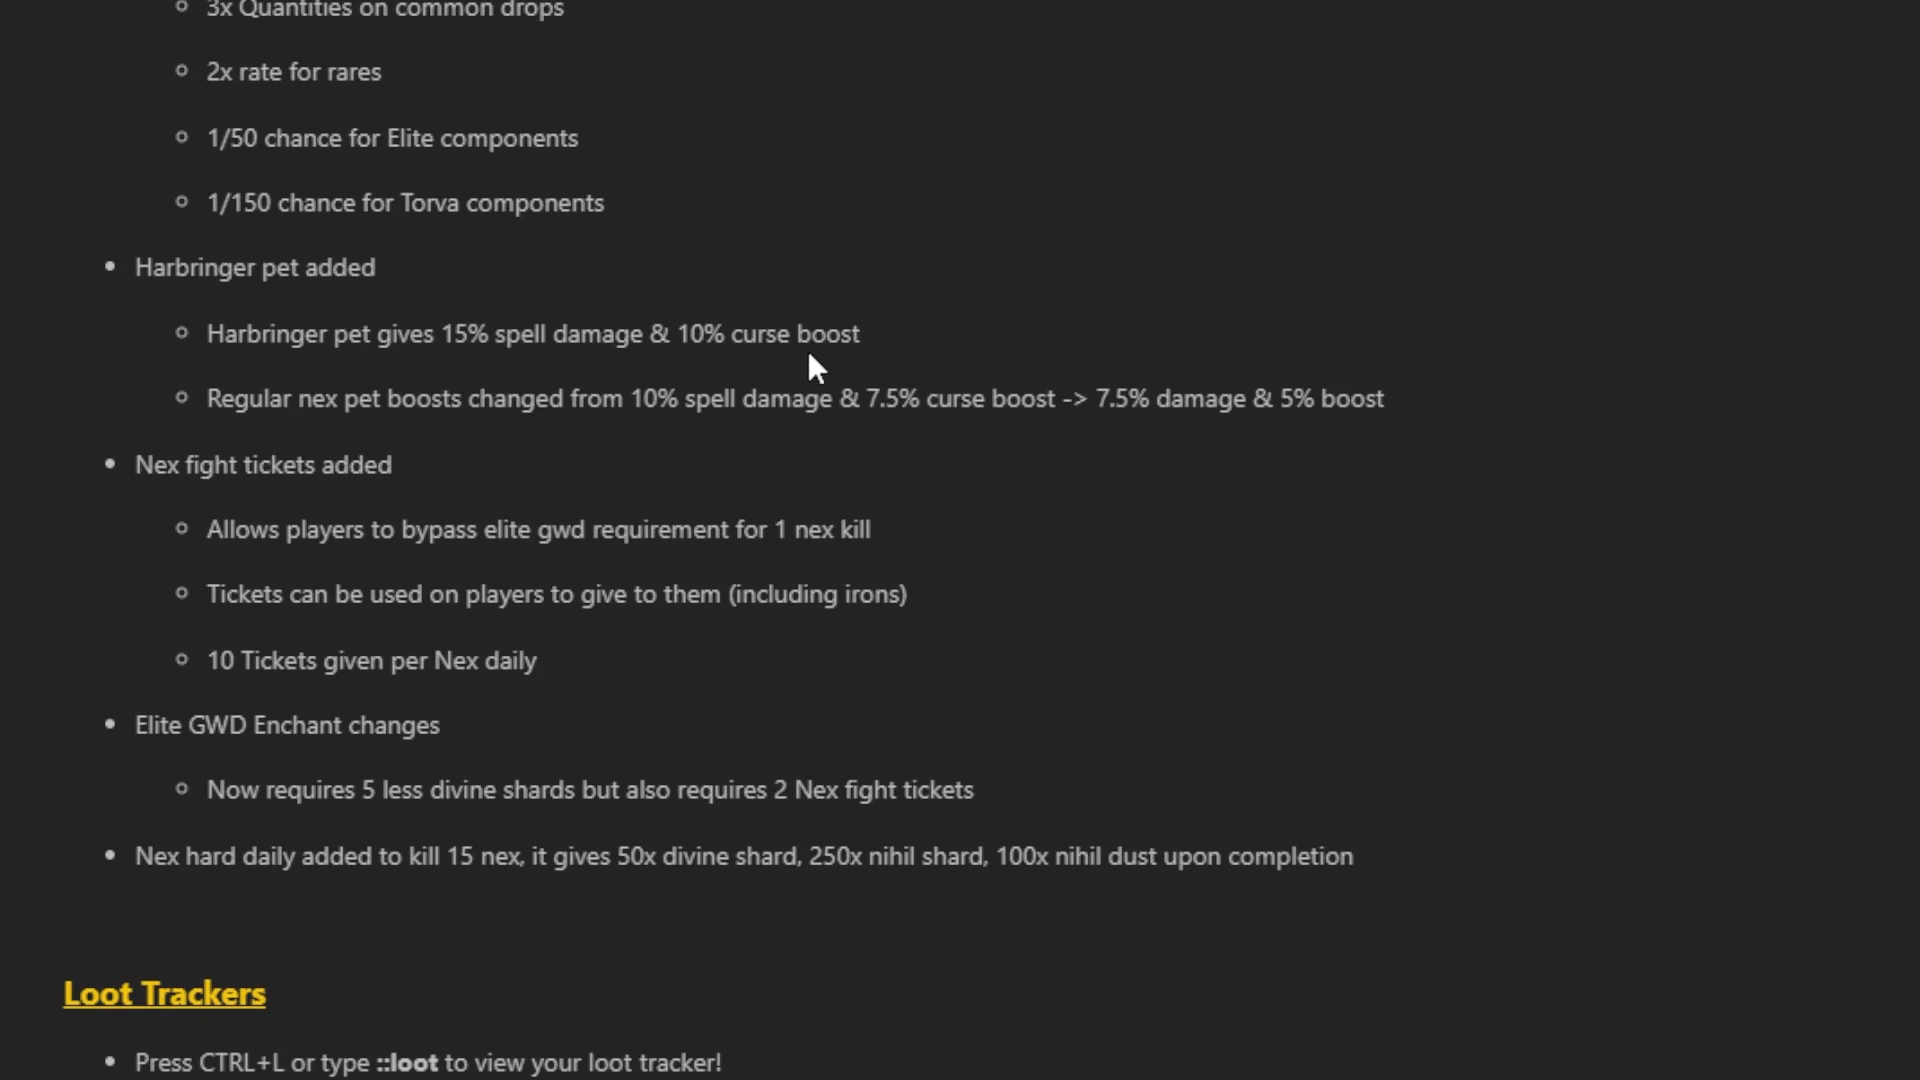 3x Quantities on common drops
2x rate for rares
1/50 chance for Elite components
1/150 chance for Torva components
Harbringer pet added
Harbringer pet gives 15% spell damage & 10% curse boost
Regular nex pet boosts changed from 10% spell damage & 7.5% curse boost -> 7.5% damage & 5% boost
Nex fight tickets added
Allows players to bypass elite gwd requirement for 1 nex kill
Tickets can be used on players to give to them (including irons)
10 Tickets given per Nex daily
Elite GWD Enchant changes
Now requires 5 less divine shards but also requires 2 Nex fight tickets
Nex hard daily added to kill 15 nex, it gives 50x divine shard, 250x nihil shard, 100x nihil dust upon completion
Loot Trackers
Press CTRL+L or type ::loot to view your loot tracker!